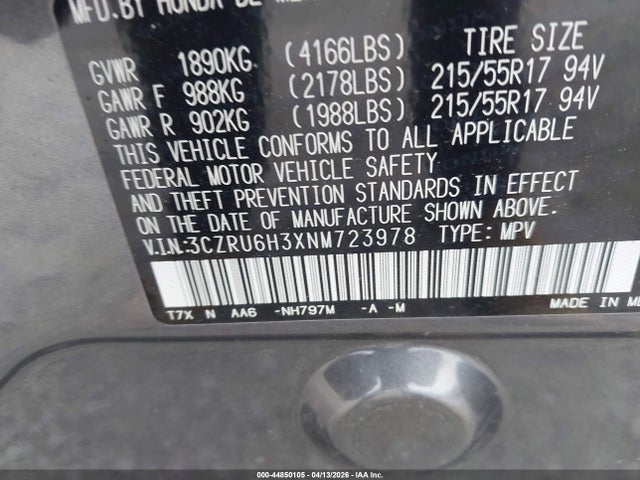 MFD.BY HONDA DE
TIRE SIZE
GVWR 1890KG (4166LBS)
GAWR F 988KG (2178LBS) 215/55R17 94V
GAWR R 902KG (1988LBS) 215/55R17 94V
THIS VEHICLE CONFORMS TO ALL APPLICABLE
FEDERAL MOTOR VEHICLE SAFETY
AND THEFT PREVENTION STANDARDS IN EFFECT
ON THE DATE OF MANUFACTURE SHOWN ABOVE.
V.I.N.:3CZRU6H3XNM723978 TYPE: MPV
T7X N AA6 -NH797M -A -M MADE IN ME
000-44850105 - 04/13/2026 - IAA Inc.